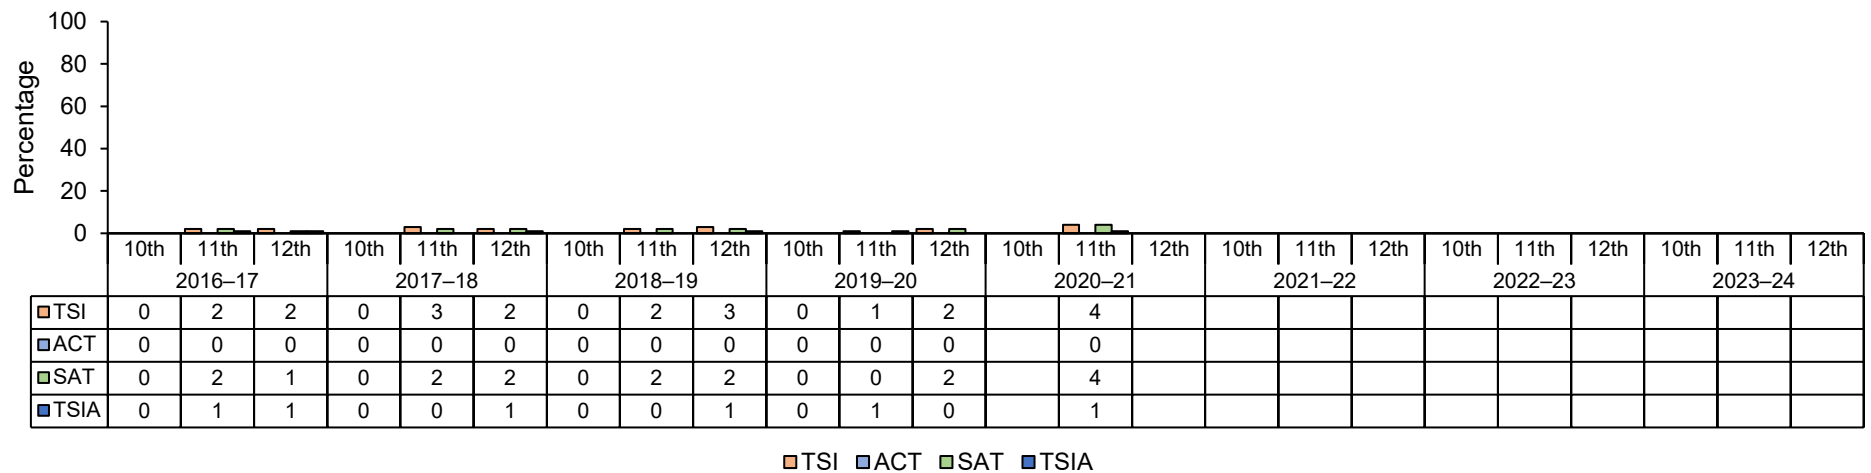 100
80
60
40
20
0
Percentage
10th 11th 12th 10th 11th 12th 10th 11th 12th 10th 11th 12th 10th 11th 12th 10th 11th 12th 10th 11th 12th 10th 11th 12th
2016–17 2017–18 2018–19 2019–20 2020–21 2021–22 2022–23 2023–24
TSI 0 2 2 0 3 2 0 2 3 0 1 2 4
ACT 0 0 0 0 0 0 0 0 0 0 0 0 0
SAT 0 2 1 0 2 2 0 2 2 0 0 2 4
TSIA 0 1 1 0 0 1 0 0 1 0 1 0 1
TSI ACT SAT TSIA